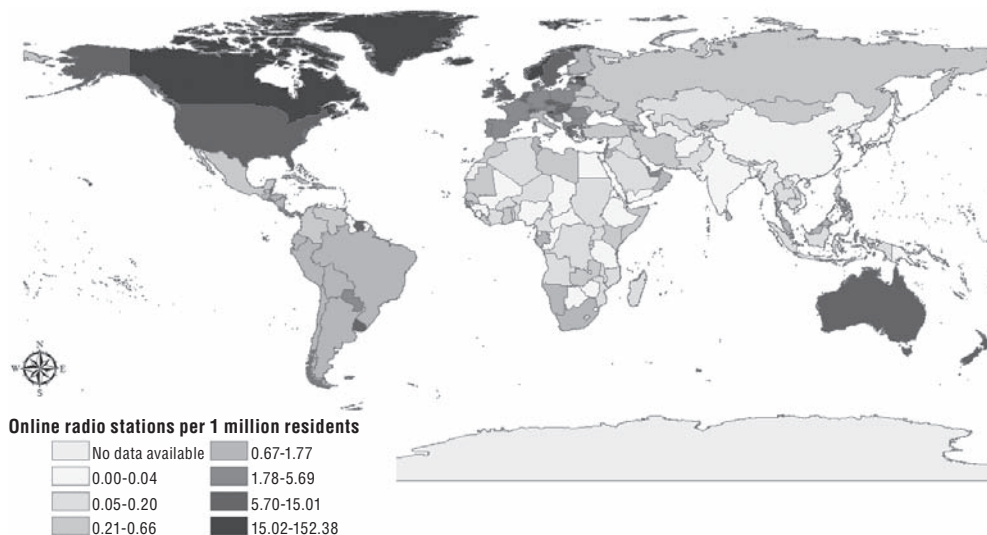 N
W E
S
Online radio stations per 1 million residents
No data available
0.00-0.04
0.05-0.20
0.21-0.66
0.67-1.77
1.78-5.69
5.70-15.01
15.02-152.38